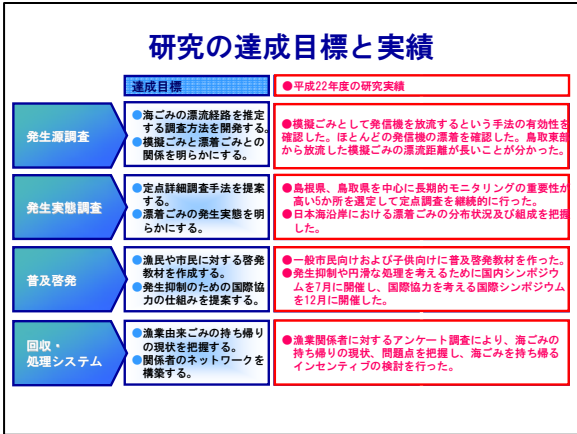 研究の達成目標と実績
達成目標
●平成22年度の研究実績
発生源調査
●海ごみの漂流経路を推定
する調査方法を開発する。
●模擬ごみと漂着ごみとの
関係を明らかにする。
●模擬ごみとして発信機を放流するという手法の有効性を
確認した。ほとんどの発信機の漂着を確認した。鳥取東部
から放流した模擬ごみの漂流距離が長いことが分かった。
発生実態調査
●定点詳細調査手法を提案
する。
●漂着ごみの発生実態を明
らかにする。
●島根県、鳥取県を中心に長期的モニタリングの重要性が
高い5か所を選定して定点調査を継続的に行った。
●日本海沿岸における漂着ごみの分布状況及び組成を把握
した。
普及啓発
●漁民や市民に対する啓発
教材を作成する。
●発生抑制のための国際協
力の仕組みを提案する。
●一般市民向けおよび子供向けに普及啓発教材を作った。
●発生抑制や円滑な処理を考えるために国内シンポジウ
ムを7月に開催し、国際協力を考える国際シンポジウム
を12月に開催した。
回収・
処理システム
●漁業由来ごみの持ち帰り
の現状を把握する。
●関係者のネットワークを
構築する。
●漁業関係者に対するアンケート調査により、海ごみの
持ち帰りの現状、問題点を把握し、海ごみを持ち帰る
インセンティブの検討を行った。